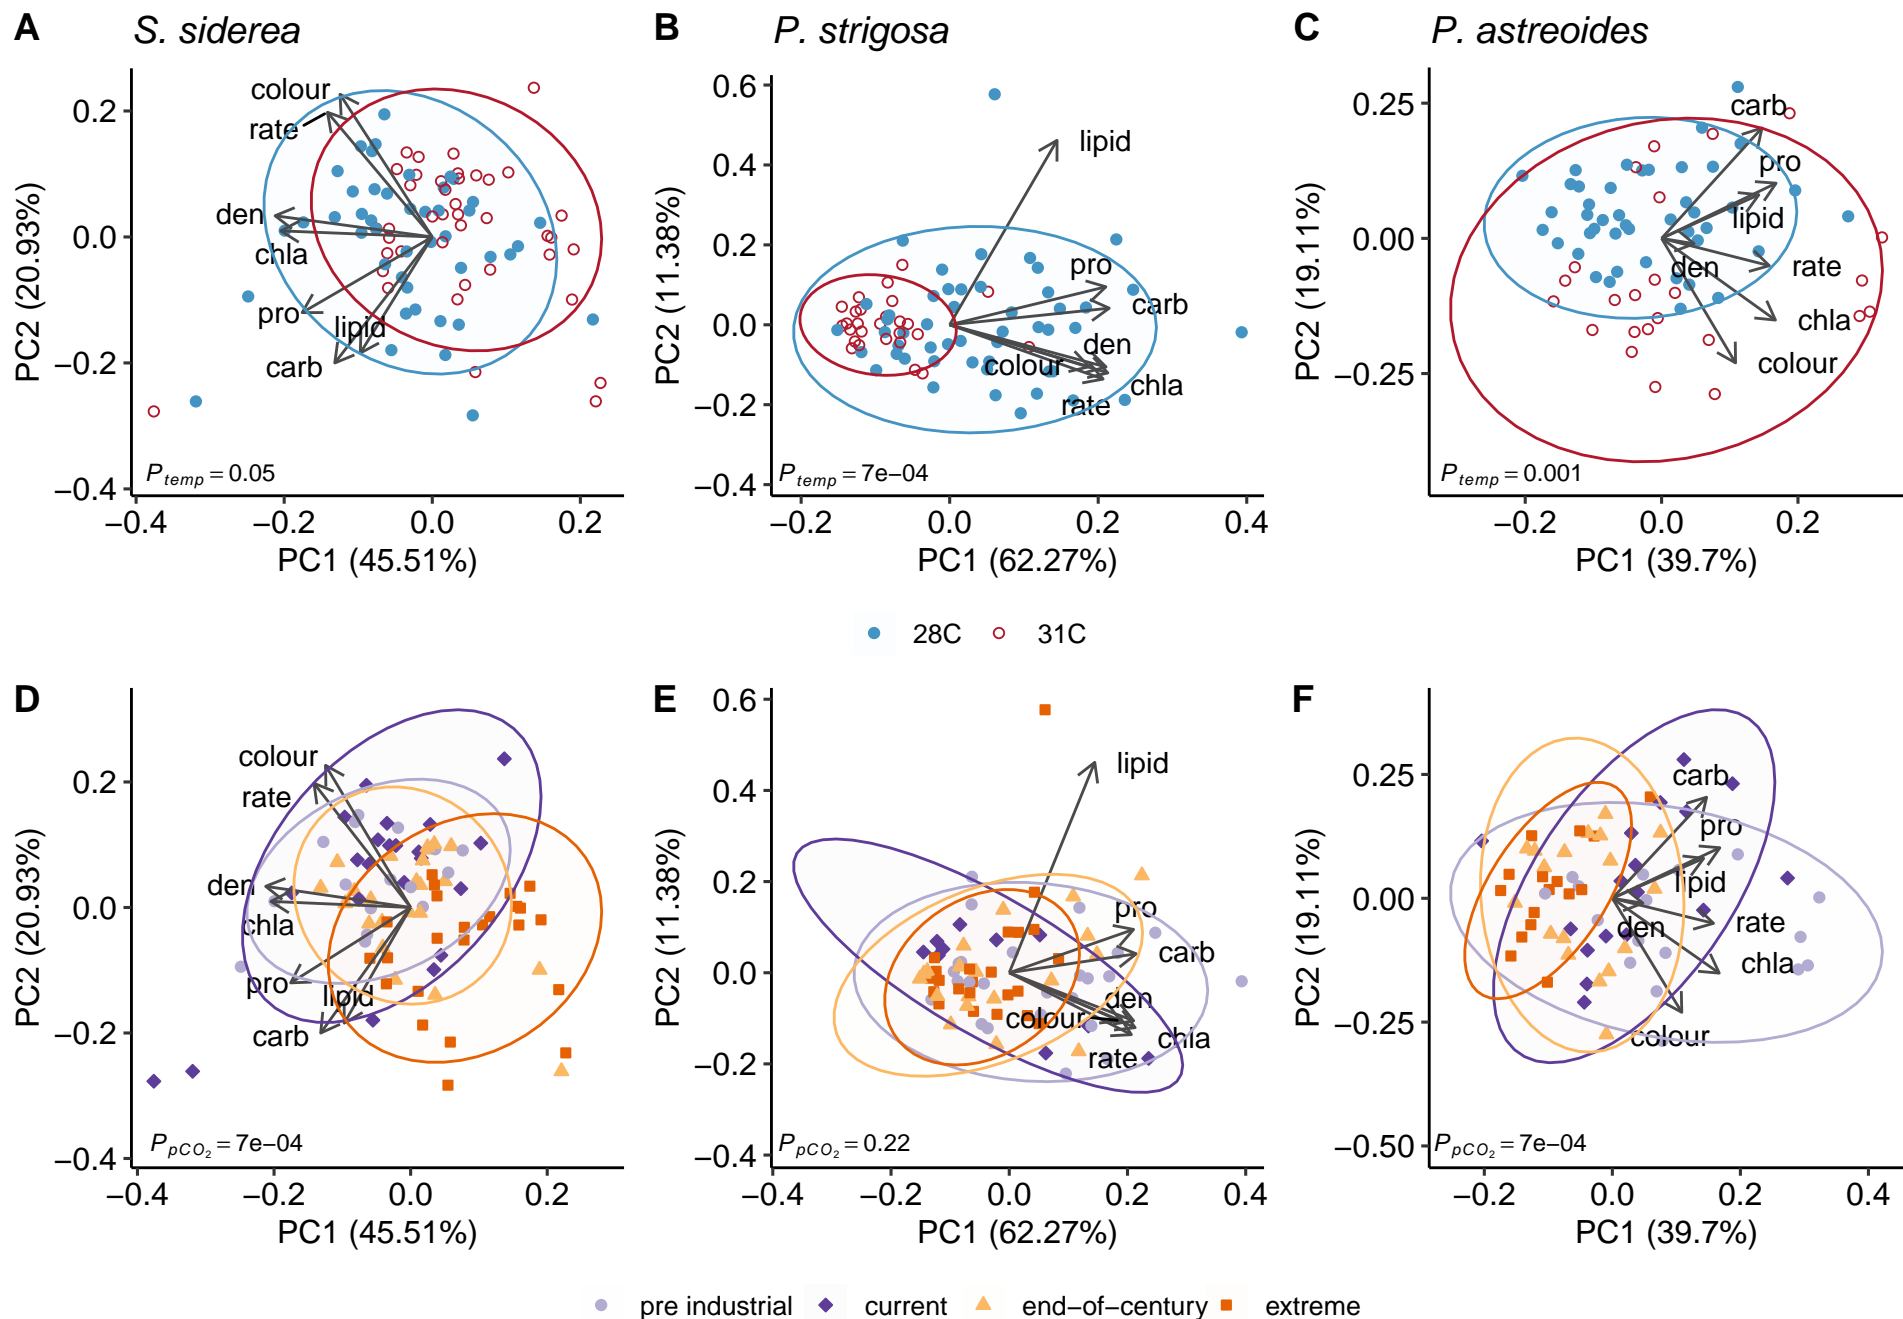 A S. siderea
colour
rate
den
chla
pro
lipid
carb
0.2
0.0
−0.2
−0.4
PC2 (20.93%)
P temp = 0.05
−0.4 −0.2 0.0 0.2
PC1 (45.51%)
B P. strigosa
lipid
pro
carb
den
colour
chla
rate
0.6
0.4
0.2
0.0
−0.2
−0.4
PC2 (11.38%)
P temp = 7e−04
−0.2 0.0 0.2 0.4
PC1 (62.27%)
C P. astreoides
carb
pro
lipid
den
rate
chla
colour
0.25
0.00
−0.25
PC2 (19.11%)
P temp = 0.001
−0.2 0.0 0.2
PC1 (39.7%)
28C 31C
D
colour
rate
den
chla
pro
lipid
carb
0.2
0.0
−0.2
−0.4
PC2 (20.93%)
P pCO₂ = 7e−04
−0.4 −0.2 0.0 0.2
PC1 (45.51%)
E
lipid
pro
carb
den
colour
chla
rate
0.6
0.4
0.2
0.0
−0.2
−0.4
PC2 (11.38%)
P pCO₂ = 0.22
−0.4 −0.2 0.0 0.2 0.4
PC1 (62.27%)
F
carb
pro
lipid
den
rate
chla
colour
0.25
0.00
−0.25
−0.50
PC2 (19.11%)
P pCO₂ = 7e−04
−0.2 0.0 0.2 0.4
PC1 (39.7%)
pre industrial current end−of−century extreme